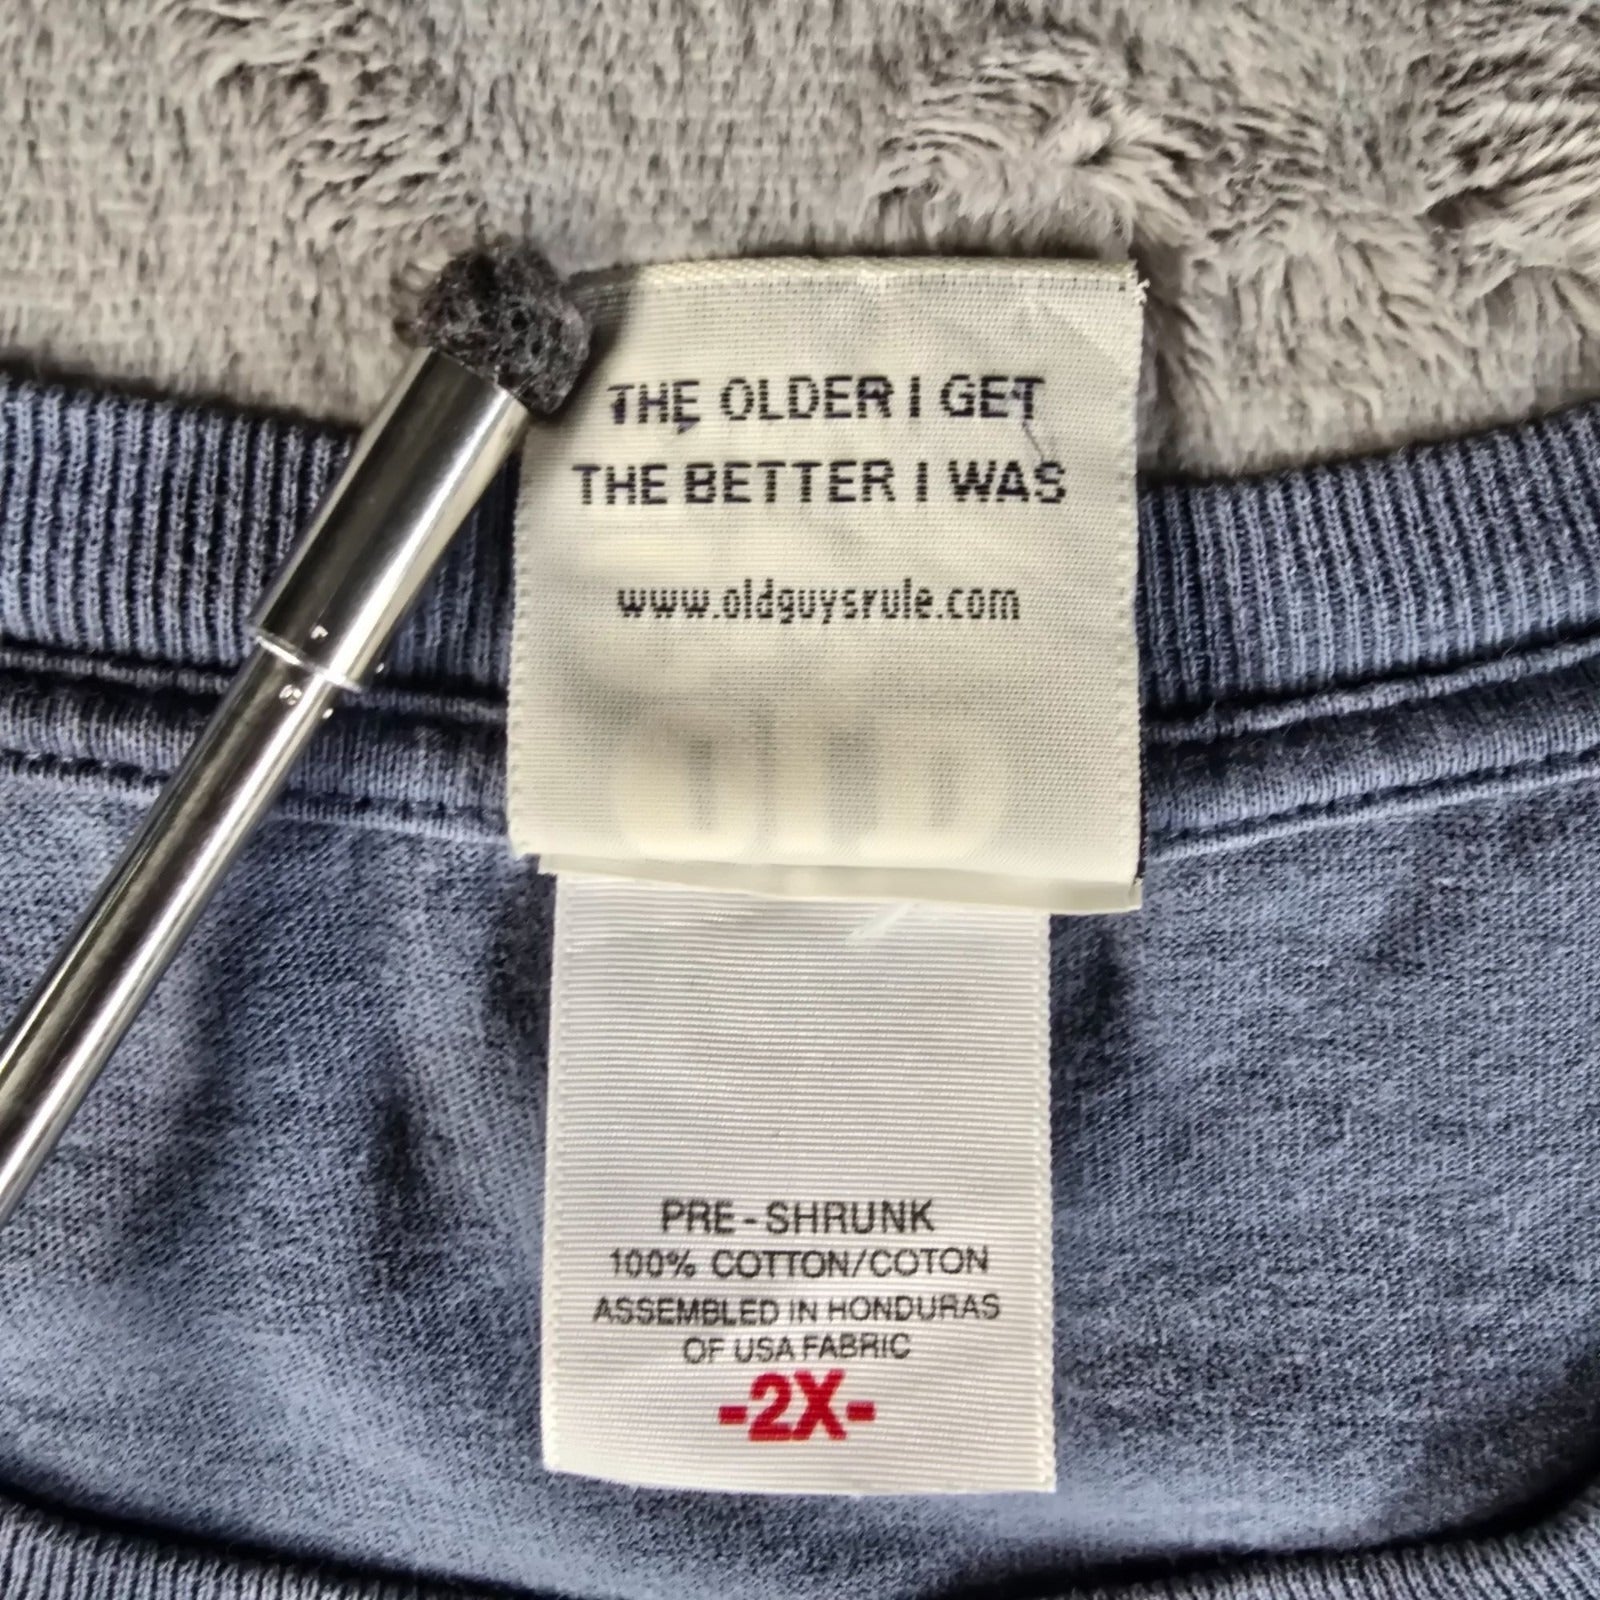 THE OLDER I GET
THE BETTER I WAS
www.oldguysrule.com
PRE-SHRUNK
100% COTTON/COTON
ASSEMBLED IN HONDURAS
OF USA FABRIC
-2X-